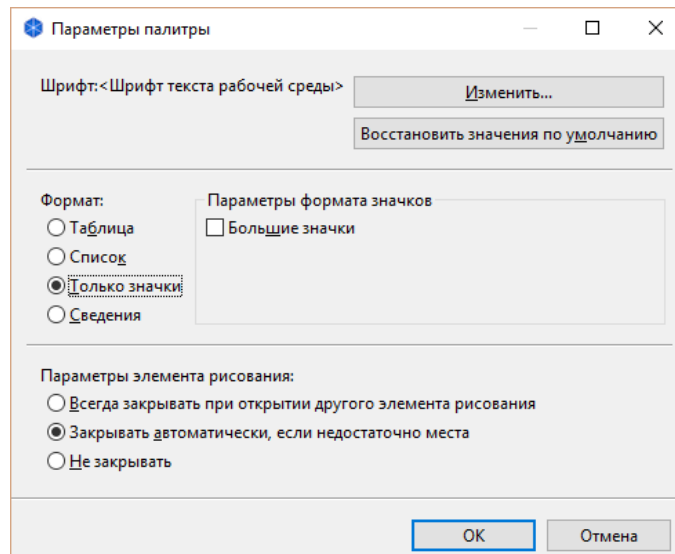 Параметры палитры
Шрифт:<Шрифт текста рабочей среды>
Изменить...
Восстановить значения по умолчанию
Формат:
Таблица
Список
Только значки
Сведения
Параметры формата значков
Большие значки
Параметры элемента рисования:
Всегда закрывать при открытии другого элемента рисования
Закрывать автоматически, если недостаточно места
Не закрывать
OK
Отмена